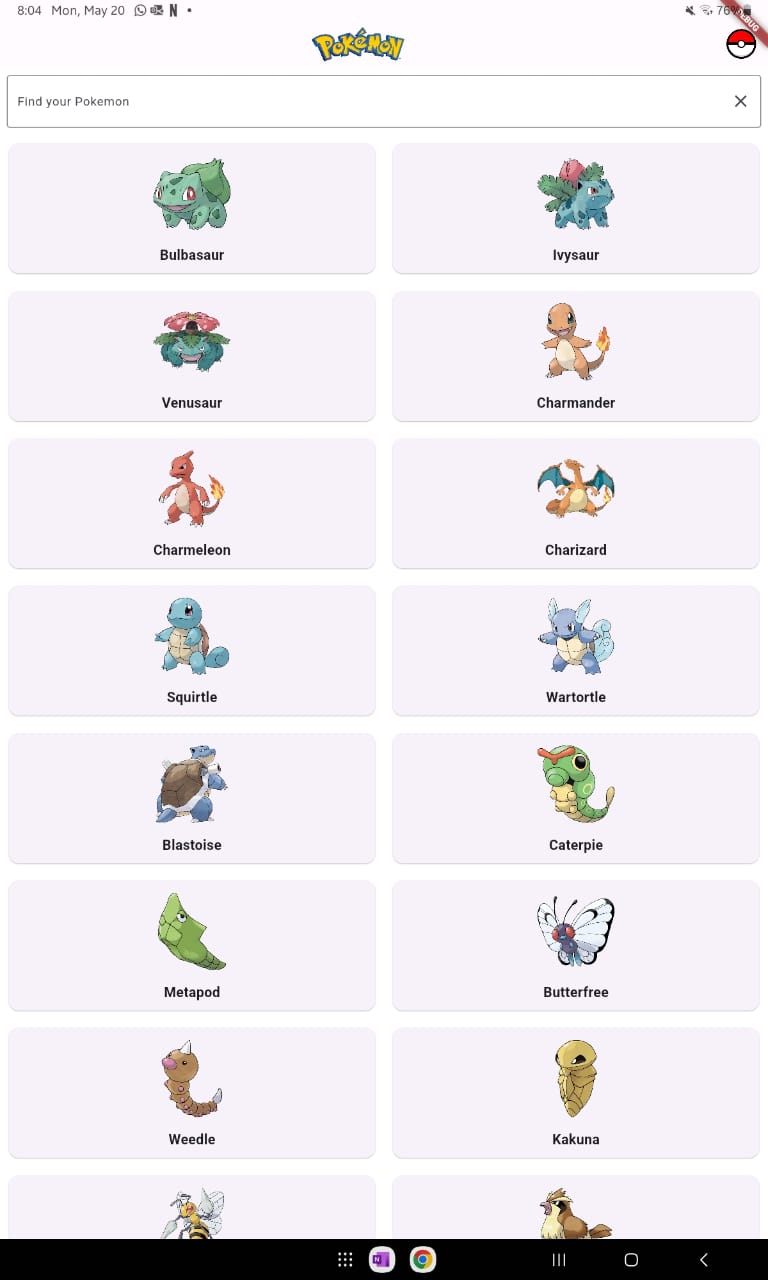 8:04 Mon, May 20 N 76%
DEBUG
POKéMON
Find your Pokemon
Bulbasaur Ivysaur
Venusaur Charmander
Charmeleon Charizard
Squirtle Wartortle
Blastoise Caterpie
Metapod Butterfree
Weedle Kakuna
N